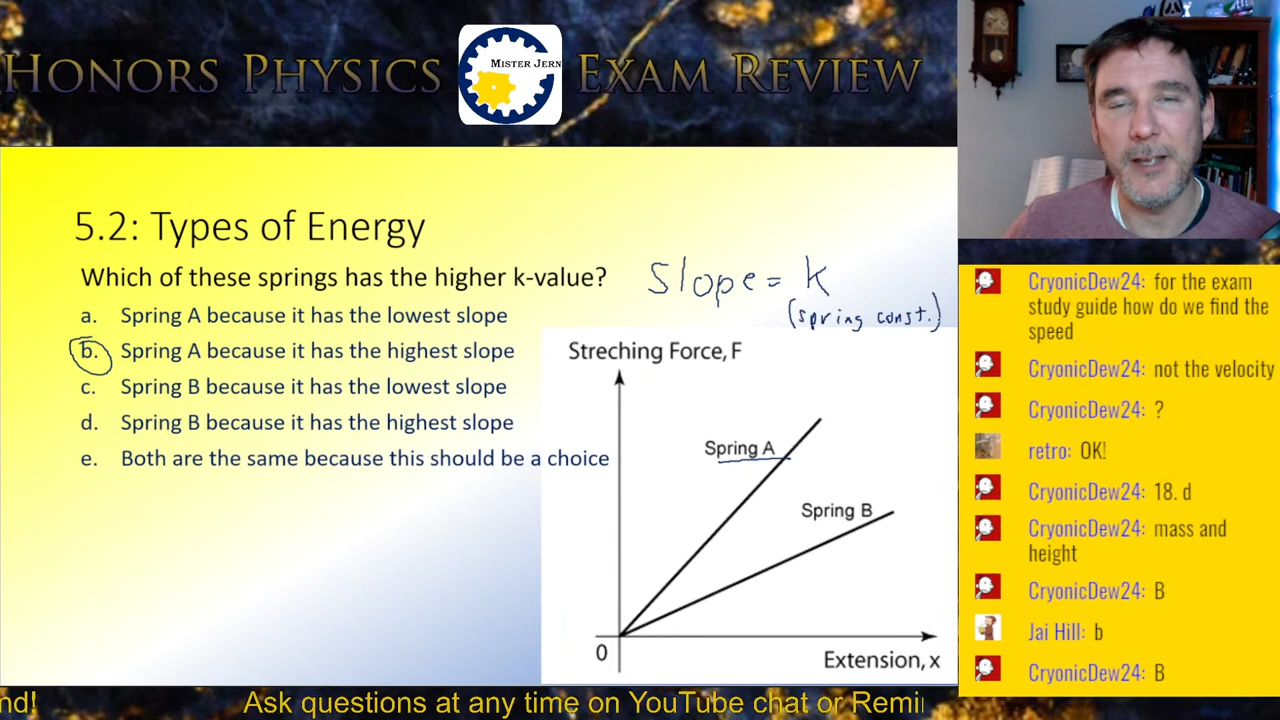 HONORS PHYSICS
MISTER JERN
EXAM REVIEW
5.2: Types of Energy
Which of these springs has the higher k-value?
a. Spring A because it has the lowest slope
b. Spring A because it has the highest slope
c. Spring B because it has the lowest slope
d. Spring B because it has the highest slope
e. Both are the same because this should be a choice
Slope = k
(spring const.)
Streching Force, F
Spring A
Spring B
0
Extension, x
CryonicDew24: for the exam
study guide how do we find the
speed
CryonicDew24: not the velocity
CryonicDew24: ?
retro: OK!
CryonicDew24: 18. d
CryonicDew24: mass and
height
CryonicDew24: B
Jai Hill: b
CryonicDew24: B
nd! Ask questions at any time on YouTube chat or Remi